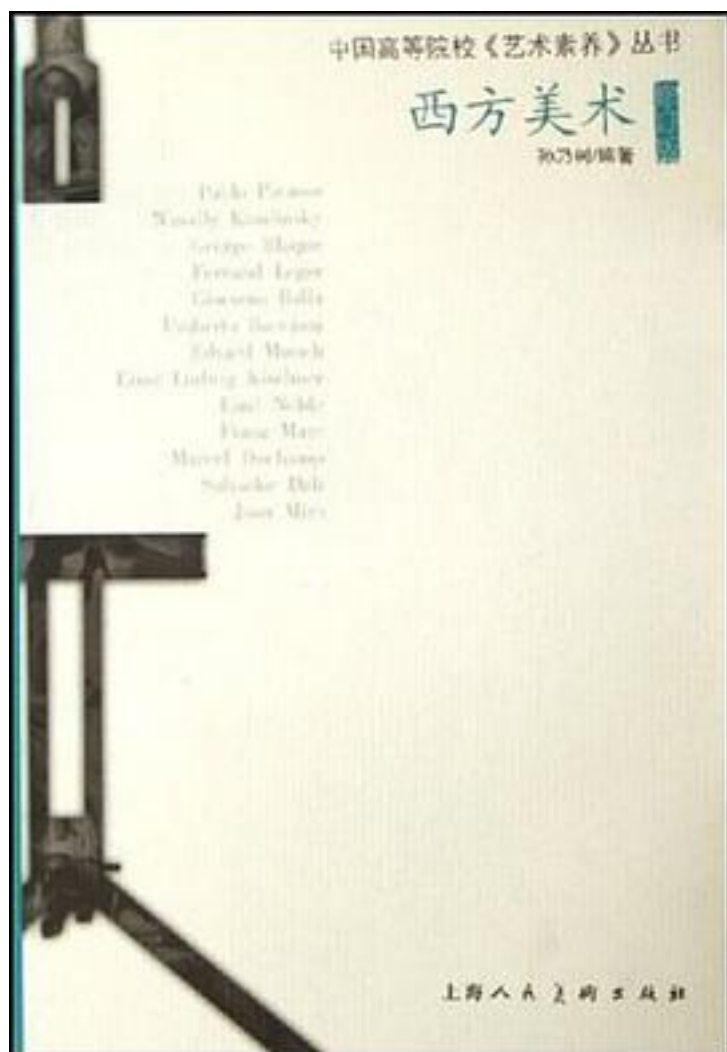 中国高等院校《艺术素养》丛书
西方美术
孙乃树/编著
Pablo Picasso
Wassily Kandinsky
George Braque
Fernand Leger
Giacomo Balla
Umberto Boccioni
Edvard Munch
Ernst Ludwig Kirchner
Emil Nolde
Franz Marc
Marcel Duchamp
Salvador Dali
Joan Miro
上海人民美术出版社